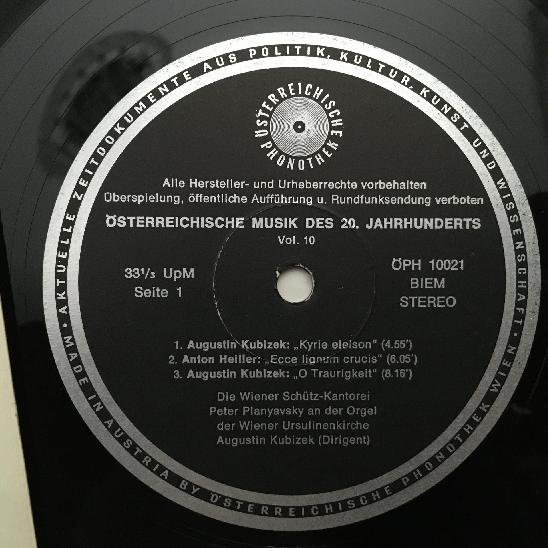 AKTUELLE ZEITDOKUMENTE AUS POLITIK, KULTUR, KUNST UND WISSENSCHAFT •
ÖSTERREICHISCHE
PHONOTHEK
Alle Hersteller- und Urheberrechte vorbehalten
Überspielung, öffentliche Aufführung u. Rundfunksendung verboten
ÖSTERREICHISCHE MUSIK DES 20. JAHRHUNDERTS
Vol. 10
33¹/₃ UpM
Seite 1
ÖPH 10021
BIEM
STEREO
1. Augustin Kubizek: „Kyrie eleison" (4.55')
2. Anton Heiller: „Ecce lignum crucis" (6.05')
3. Augustin Kubizek: „O Traurigkeit" (8.16')
Die Wiener Schütz-Kantorei
Peter Planyavsky an der Orgel
der Wiener Ursulinenkirche
Augustin Kubizek (Dirigent)
MADE IN AUSTRIA BY ÖSTERREICHISCHE PHONOTHEK WIEN •